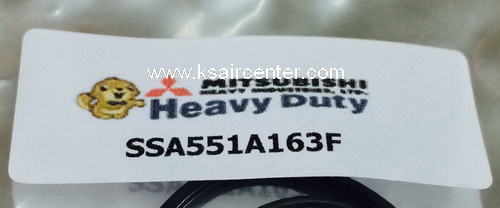 www.ksaircenter.com
MITSUBISHI
HEAVY INDUSTRIES, LTD.
Heavy Duty
SSA551A163F